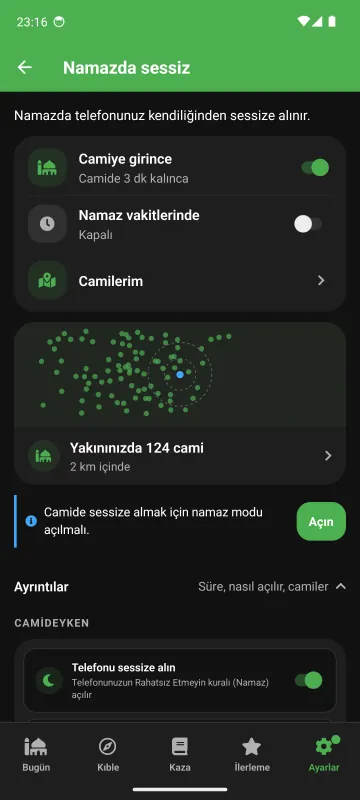 23:16
Namazda sessiz
Namazda telefonunuz kendiliğinden sessize alınır.
Camiye girince
Camide 3 dk kalınca
Namaz vakitlerinde
Kapalı
Camilerim
Yakınınızda 124 cami
2 km içinde
Camide sessize almak için namaz modu
açılmalı.
Açın
Ayrıntılar
Süre, nasıl açılır, camiler
CAMİDEYKEN
Telefonu sessize alın
Telefonunuzun Rahatsız Etmeyin kuralı (Namaz)
açılır
Bugün
Kıble
Kaza
İlerleme
Ayarlar